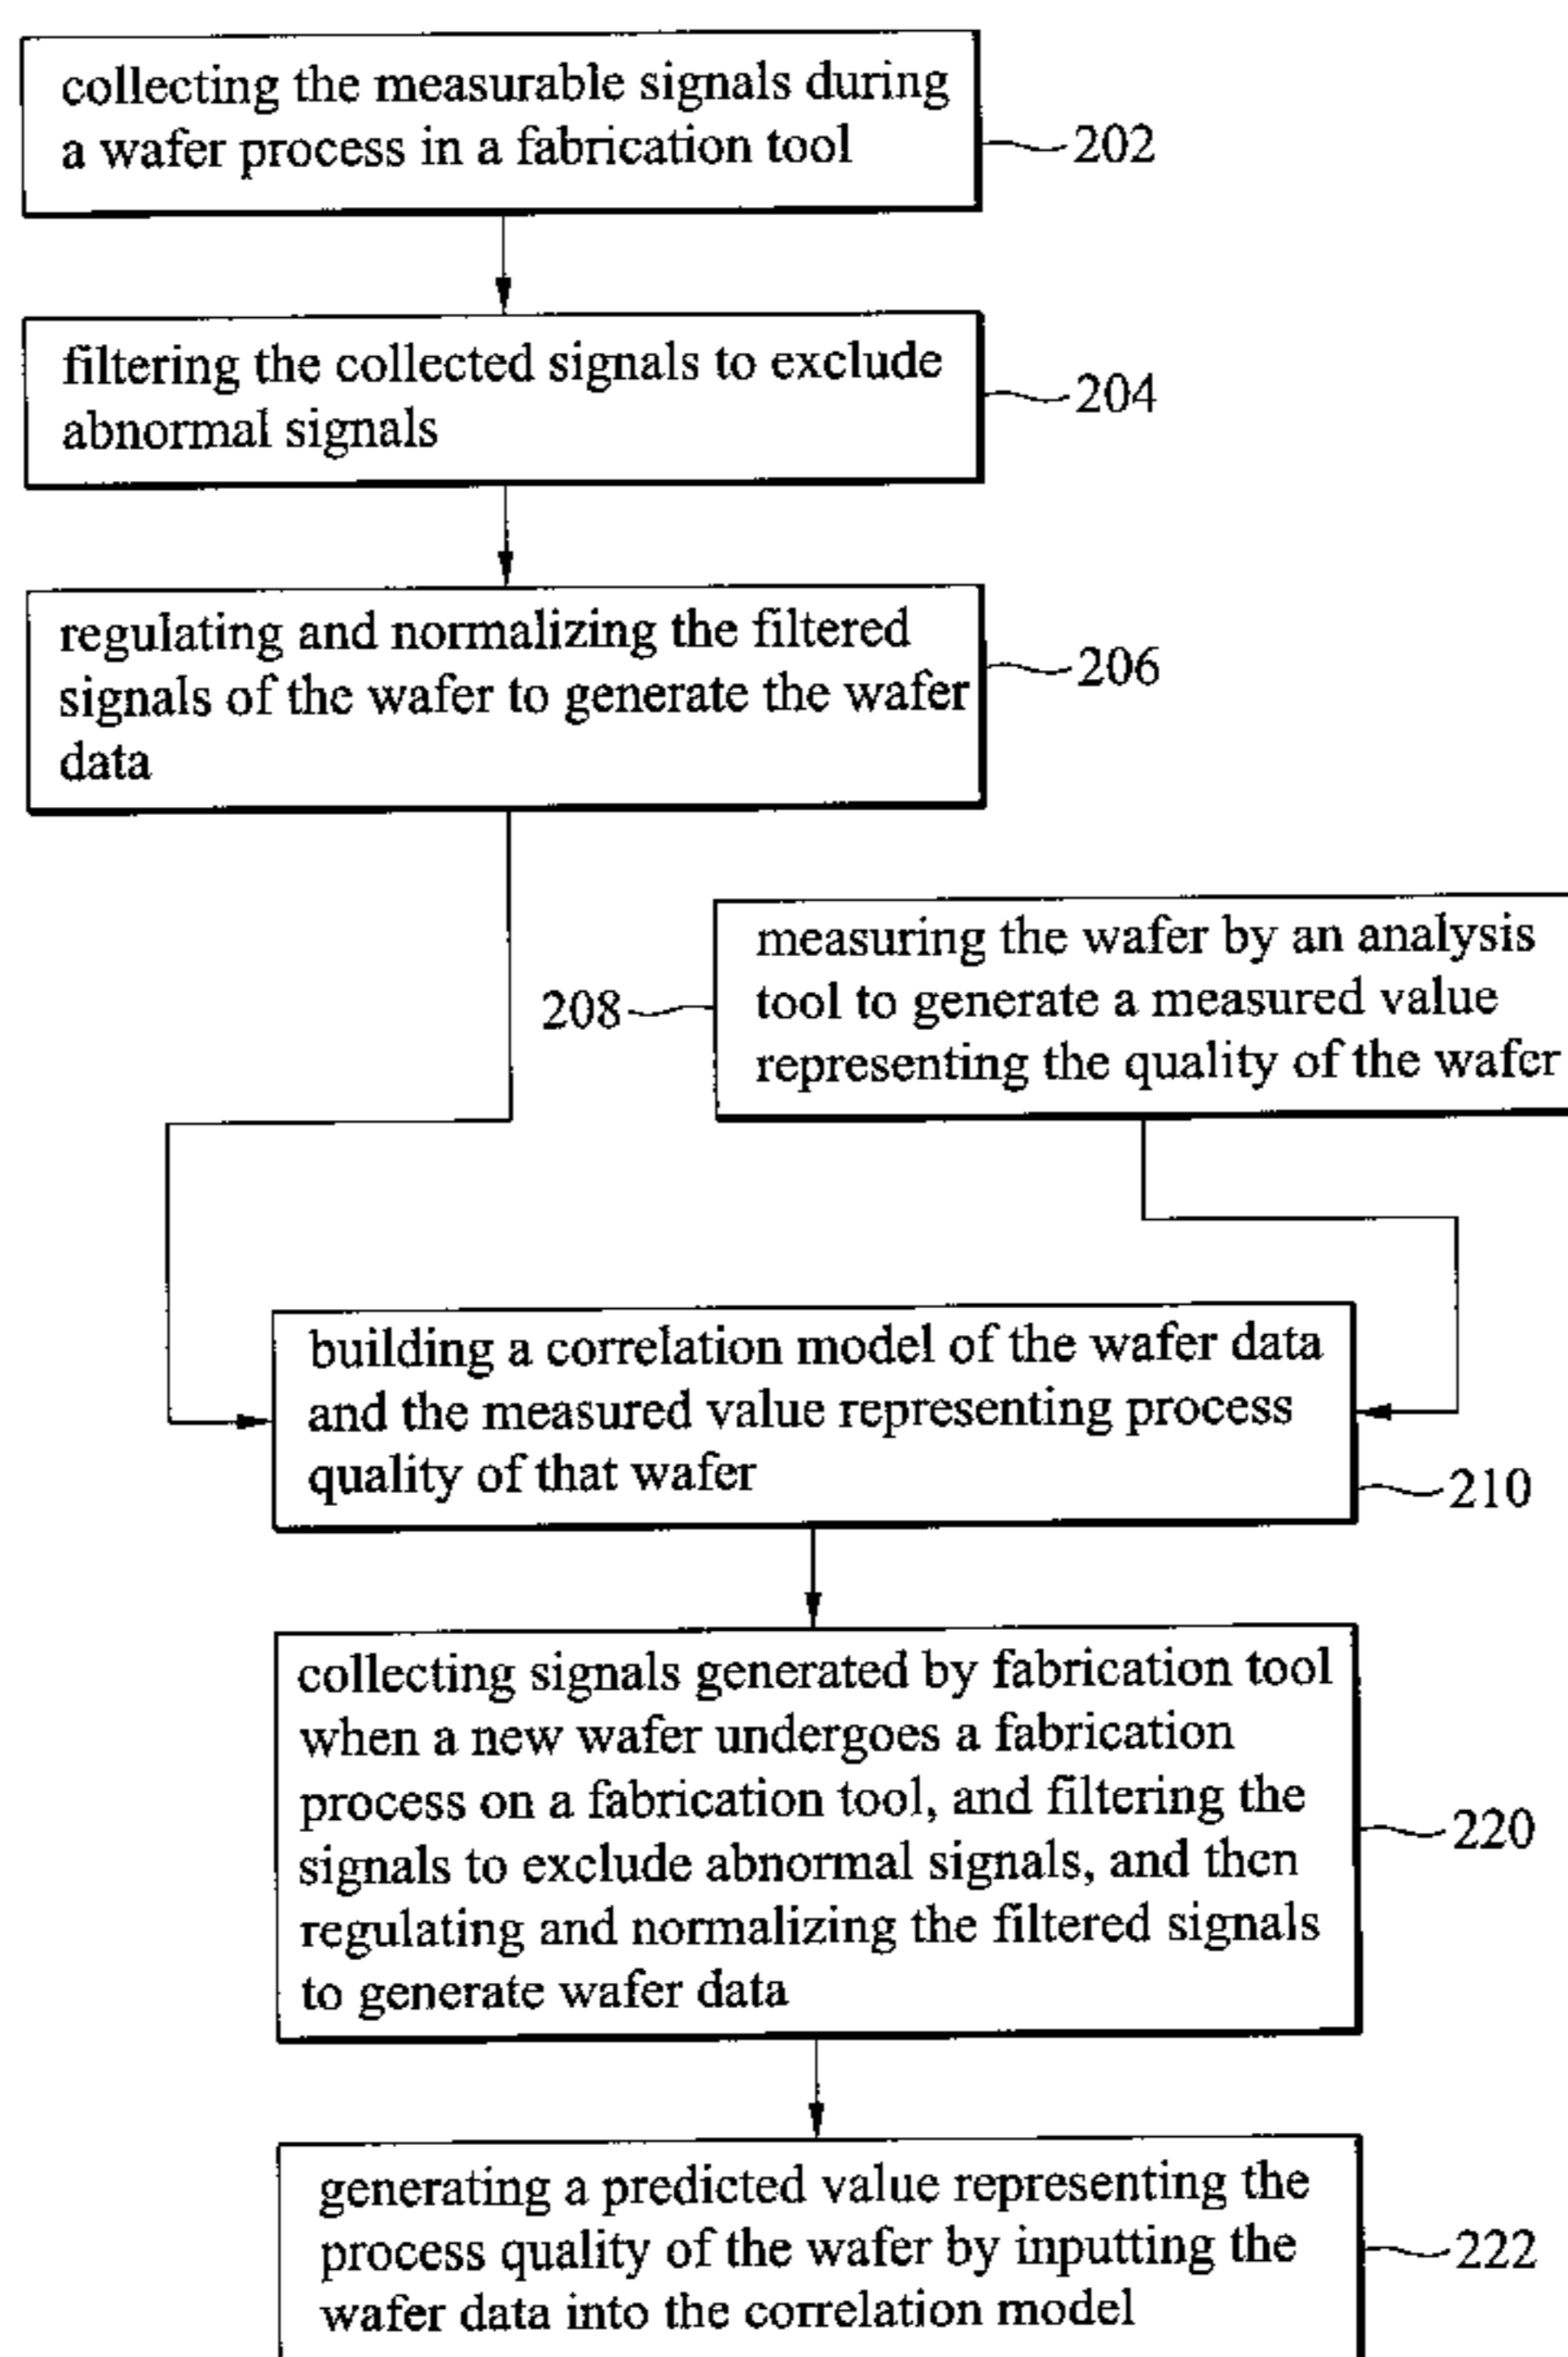 collecting the measurable signals during
a wafer process in a fabrication tool
202
filtering the collected signals to exclude
abnormal signals
204
regulating and normalizing the filtered
signals of the wafer to generate the wafer
data
206
measuring the wafer by an analysis
tool to generate a measured value
representing the quality of the wafer
208
building a correlation model of the wafer data
and the measured value representing process
quality of that wafer
210
collecting signals generated by fabrication tool
when a new wafer undergoes a fabrication
process on a fabrication tool, and filtering the
signals to exclude abnormal signals, and then
regulating and normalizing the filtered signals
to generate wafer data
220
generating a predicted value representing the
process quality of the wafer by inputting the
wafer data into the correlation model
222